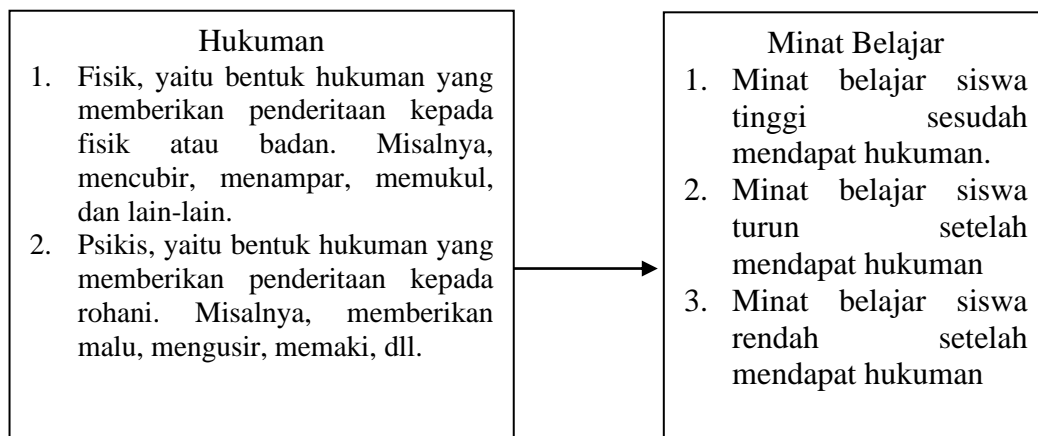 Hukuman
1. Fisik, yaitu bentuk hukuman yang
memberikan penderitaan kepada
fisik atau badan. Misalnya,
mencubir, menampar, memukul,
dan lain-lain.
2. Psikis, yaitu bentuk hukuman yang
memberikan penderitaan kepada
rohani. Misalnya, memberikan
malu, mengusir, memaki, dll.
Minat Belajar
1. Minat belajar siswa
tinggi sesudah
mendapat hukuman.
2. Minat belajar siswa
turun setelah
mendapat hukuman
3. Minat belajar siswa
rendah setelah
mendapat hukuman